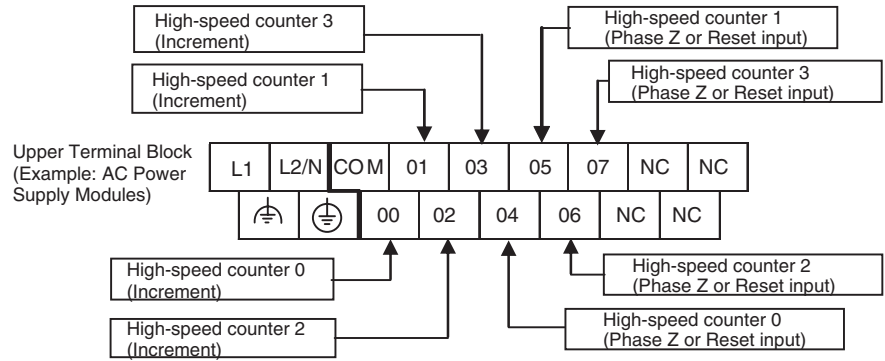 High-speed counter 3
(Increment)
High-speed counter 1
(Phase Z or Reset input)
High-speed counter 1
(Increment)
High-speed counter 3
(Phase Z or Reset input)
Upper Terminal Block
(Example: AC Power
Supply Modules)
L1 L2/N COM 01 03 05 07 NC NC
00 02 04 06 NC NC
High-speed counter 0
(Increment)
High-speed counter 2
(Phase Z or Reset input)
High-speed counter 2
(Increment)
High-speed counter 0
(Phase Z or Reset input)